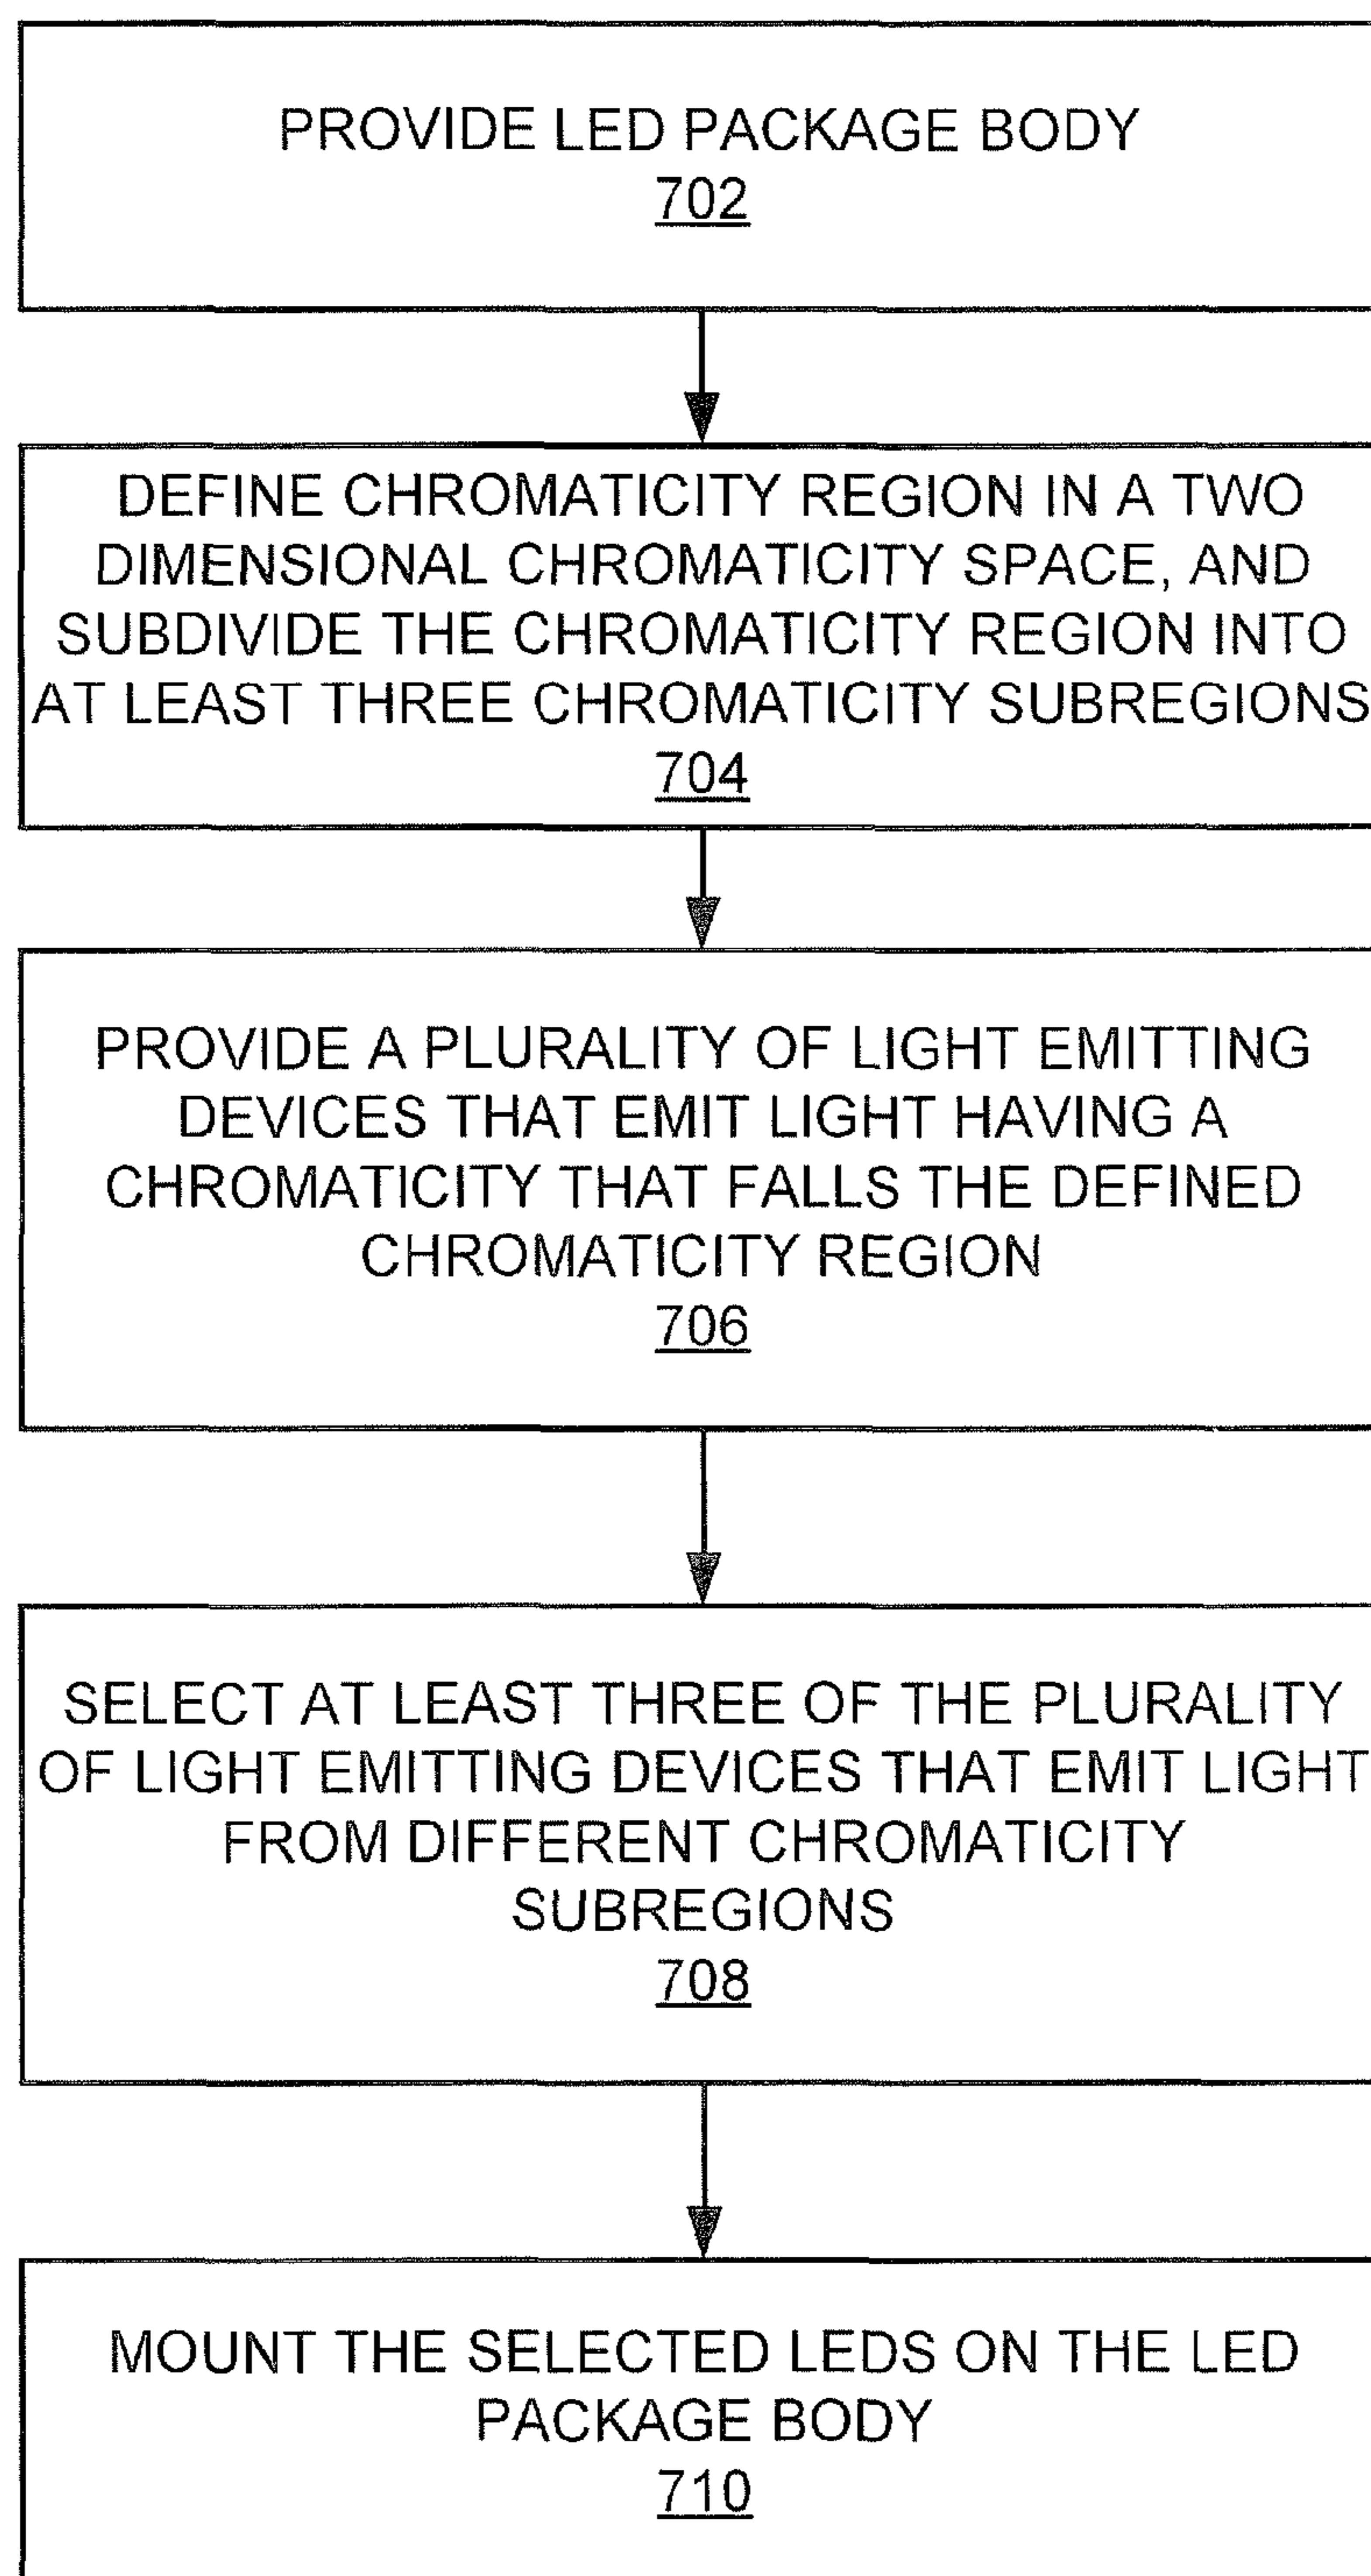 PROVIDE LED PACKAGE BODY
702
DEFINE CHROMATICITY REGION IN A TWO
DIMENSIONAL CHROMATICITY SPACE, AND
SUBDIVIDE THE CHROMATICITY REGION INTO
AT LEAST THREE CHROMATICITY SUBREGIONS
704
PROVIDE A PLURALITY OF LIGHT EMITTING
DEVICES THAT EMIT LIGHT HAVING A
CHROMATICITY THAT FALLS THE DEFINED
CHROMATICITY REGION
706
SELECT AT LEAST THREE OF THE PLURALITY
OF LIGHT EMITTING DEVICES THAT EMIT LIGHT
FROM DIFFERENT CHROMATICITY
SUBREGIONS
708
MOUNT THE SELECTED LEDS ON THE LED
PACKAGE BODY
710